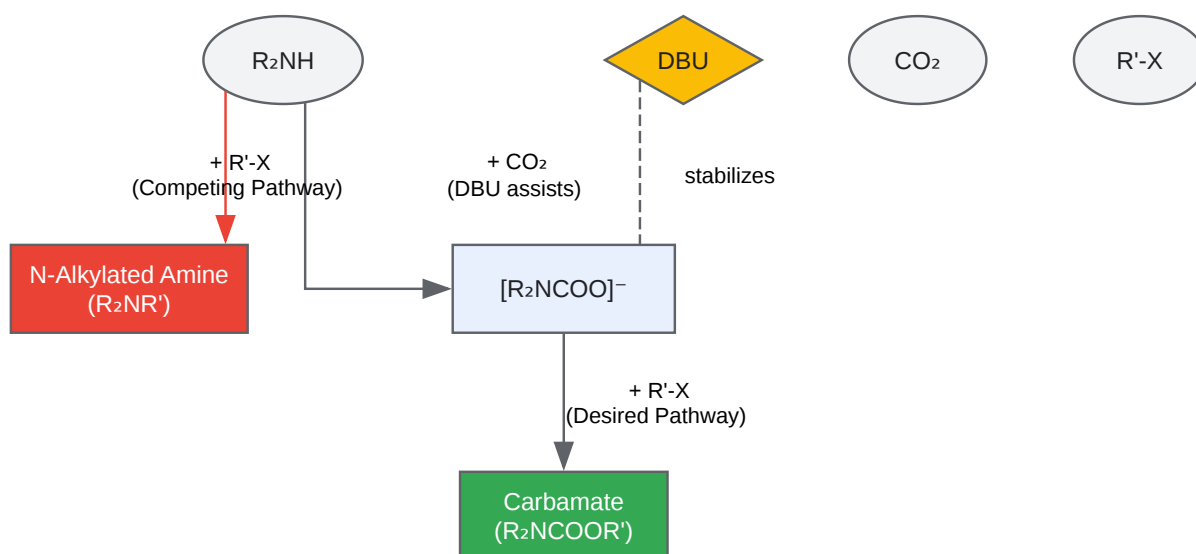 R₂NH
DBU
CO₂
R'-X
+ R'-X
(Competing Pathway)
+ CO₂
(DBU assists)
stabilizes
N-Alkylated Amine
(R₂NR')
[R₂NCOO]⁻
+ R'-X
(Desired Pathway)
Carbamate
(R₂NCOOR')